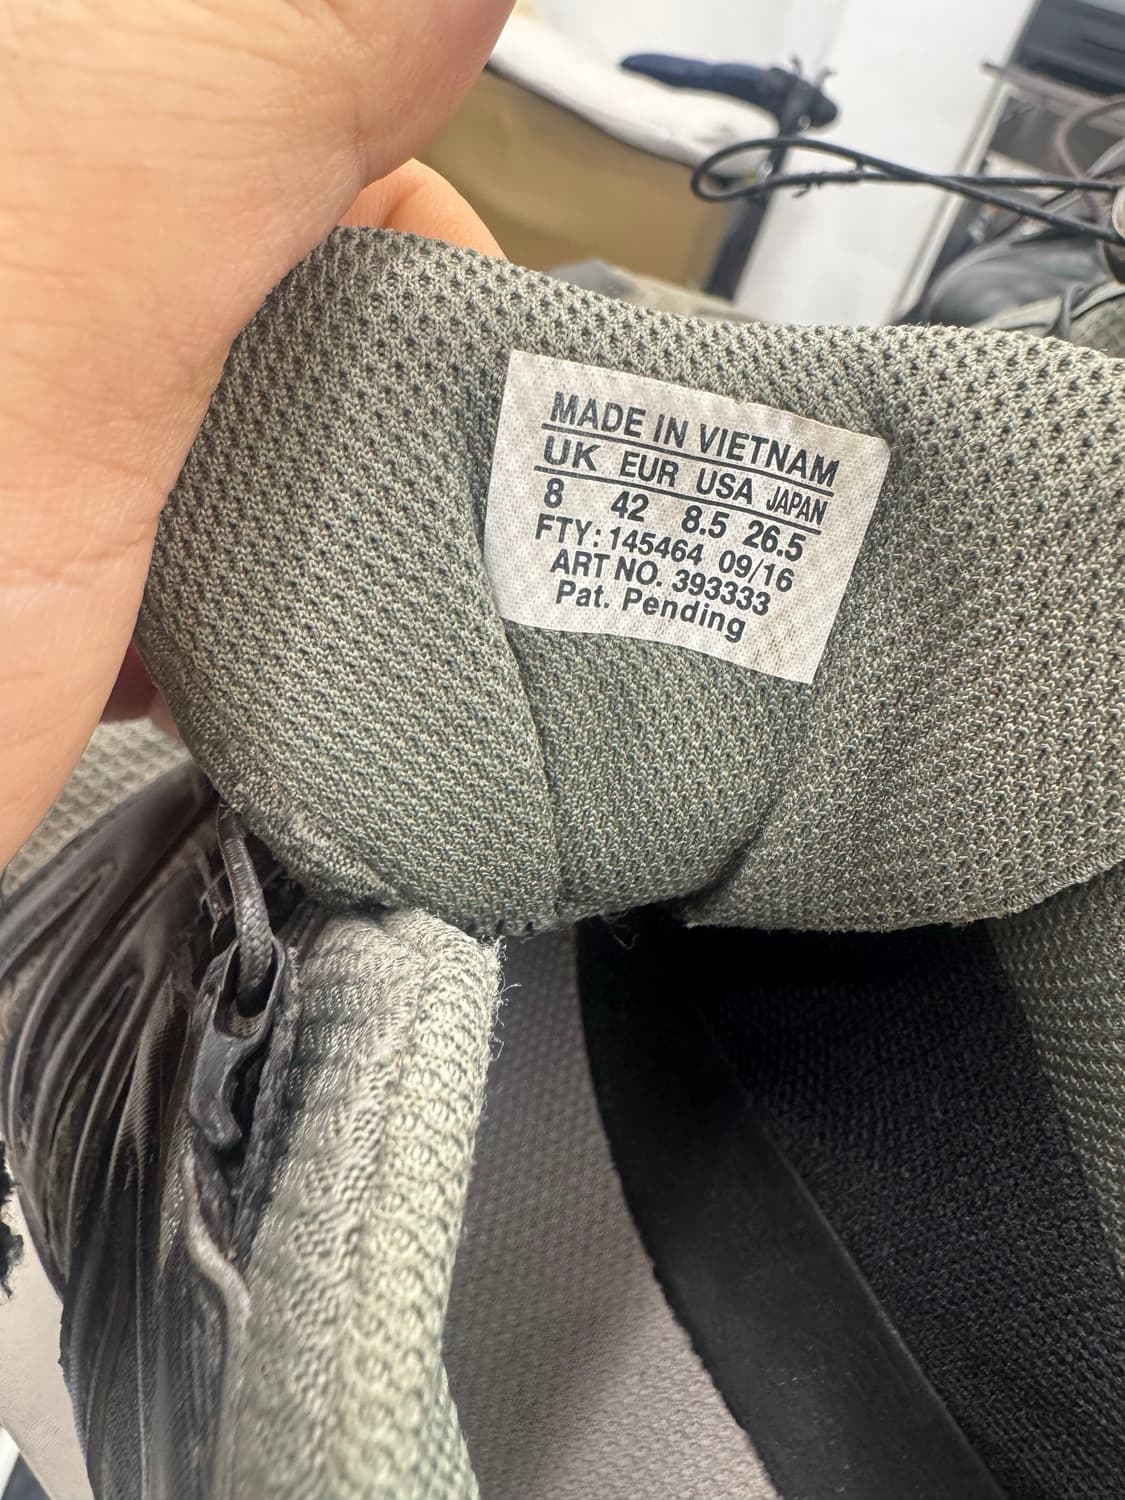 MADE IN VIETNAM
UK EUR USA JAPAN
8 42 8.5 26.5
FTY: 145464 09/16
ART NO. 393333
Pat. Pending